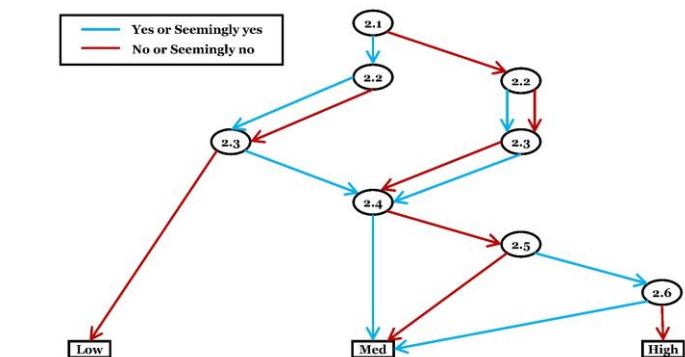 Yes or Seemingly yes
No or Seemingly no
2.1
2.2
2.2
2.3
2.3
2.4
2.5
2.6
Low
Med
High